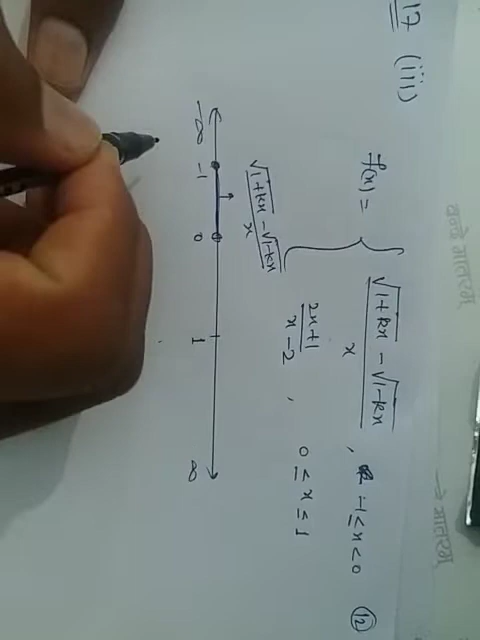 17 (iii)
f(x) = { (√1+kx - √1-kx)/x , -1 ≤ x < 0 (12)
(2x+1)/(x-2) , 0 ≤ x ≤ 1
(√1+kx - √1-kx)/x
-∞ -1 0 1 ∞